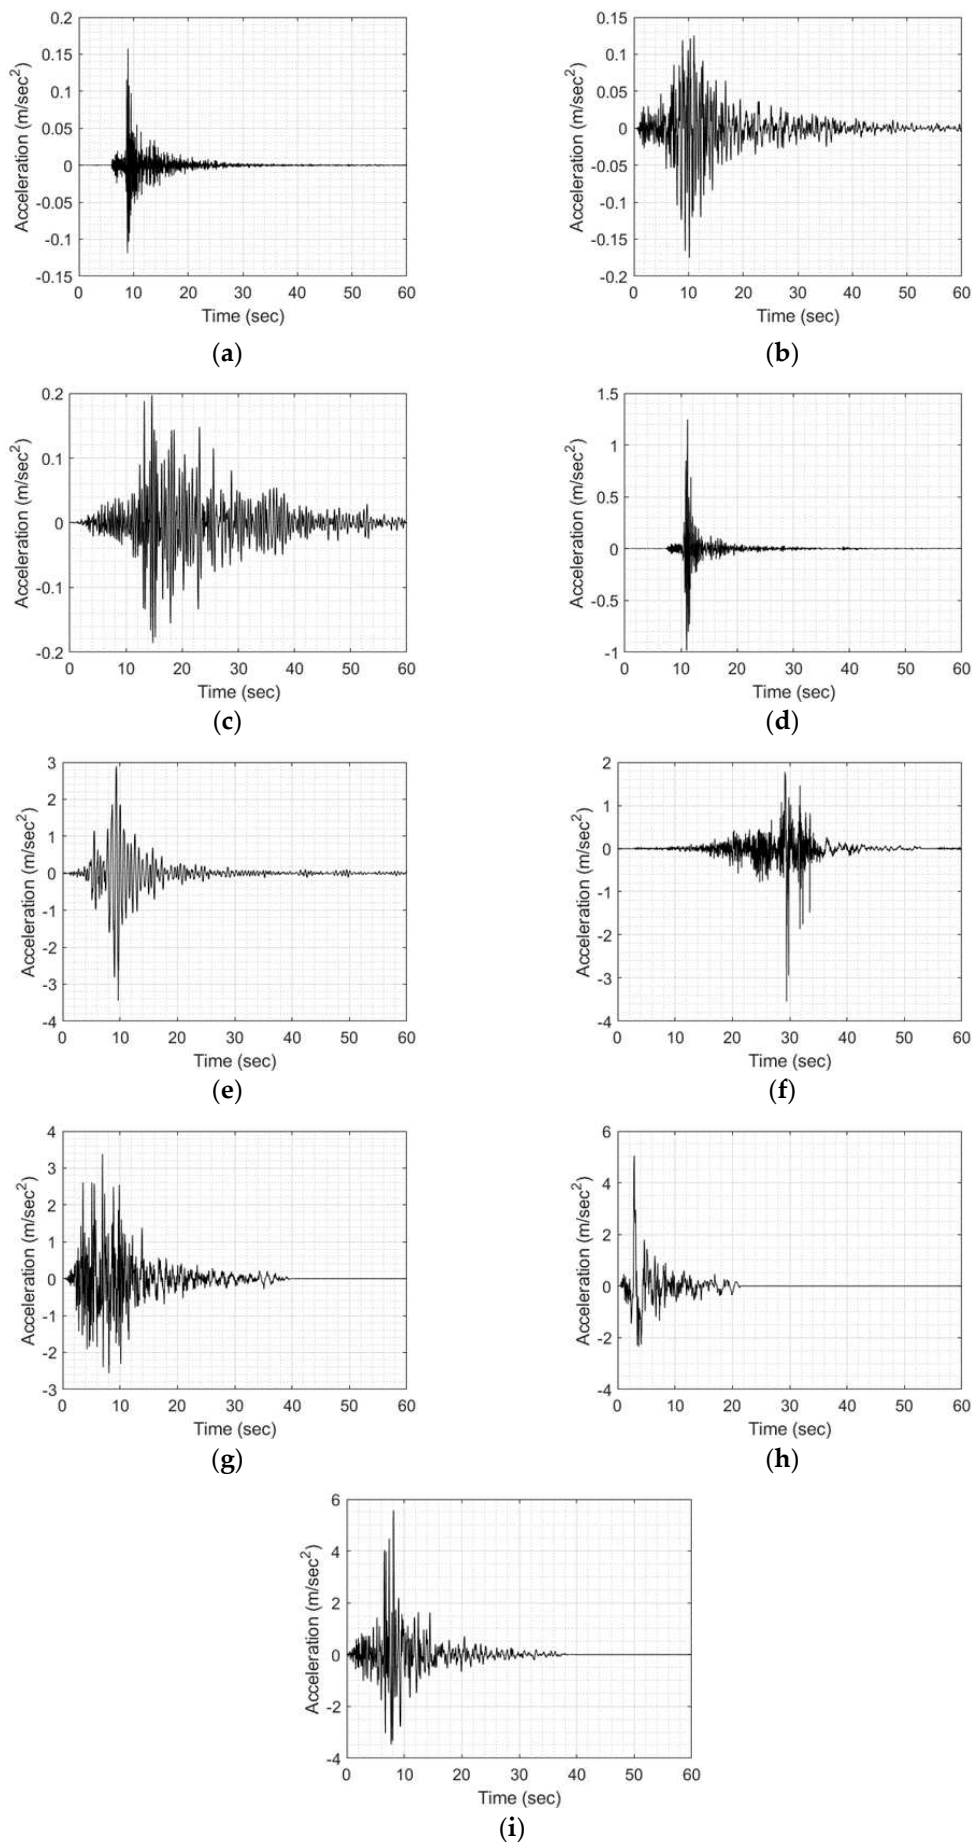 0.2
0.15
0.1
0.05
0
-0.05
-0.1
-0.15
0 10 20 30 40 50 60
Acceleration (m/sec²)
Time (sec)
(a)
0.15
0.1
0.05
0
-0.05
-0.1
-0.15
-0.2
0 10 20 30 40 50 60
Acceleration (m/sec²)
Time (sec)
(b)
0.2
0.1
0
-0.1
-0.2
0 10 20 30 40 50 60
Acceleration (m/sec²)
Time (sec)
(c)
1.5
1
0.5
0
-0.5
-1
0 10 20 30 40 50 60
Acceleration (m/sec²)
Time (sec)
(d)
3
2
1
0
-1
-2
-3
-4
0 10 20 30 40 50 60
Acceleration (m/sec²)
Time (sec)
(e)
2
1
0
-1
-2
-3
-4
0 10 20 30 40 50 60
Acceleration (m/sec²)
Time (sec)
(f)
4
3
2
1
0
-1
-2
-3
0 10 20 30 40 50 60
Acceleration (m/sec²)
Time (sec)
(g)
6
4
2
0
-2
-4
0 10 20 30 40 50 60
Acceleration (m/sec²)
Time (sec)
(h)
6
4
2
0
-2
-4
0 10 20 30 40 50 60
Acceleration (m/sec²)
Time (sec)
(i)